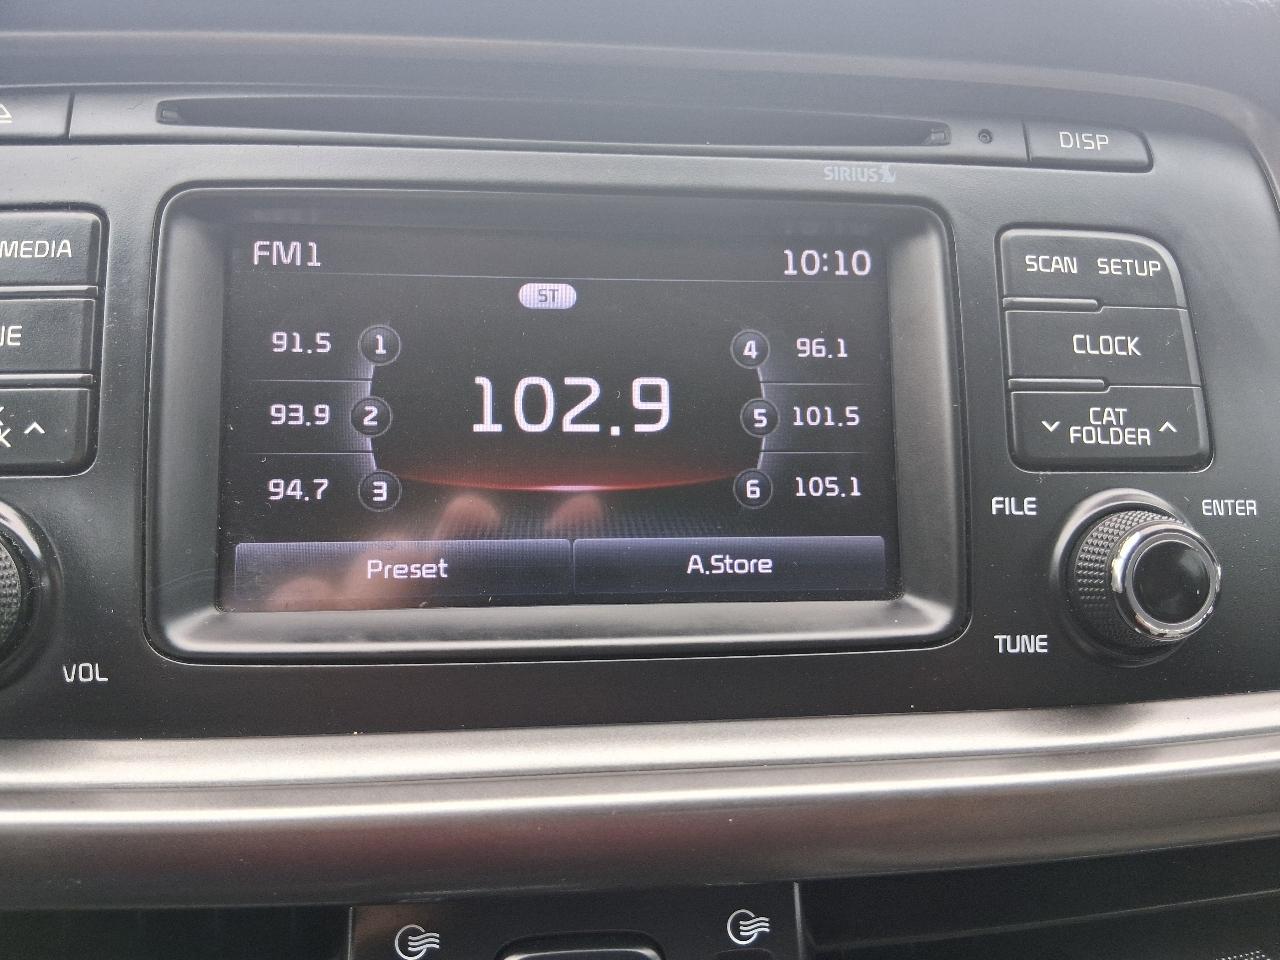 DISP
SIRIUS
MEDIA
FM1 10:10
SCAN SETUP
ST
91.5 1 4 96.1
CLOCK
102.9
93.9 2 5 101.5
CAT
FOLDER
94.7 3 6 105.1
FILE ENTER
Preset A.Store
TUNE
VOL